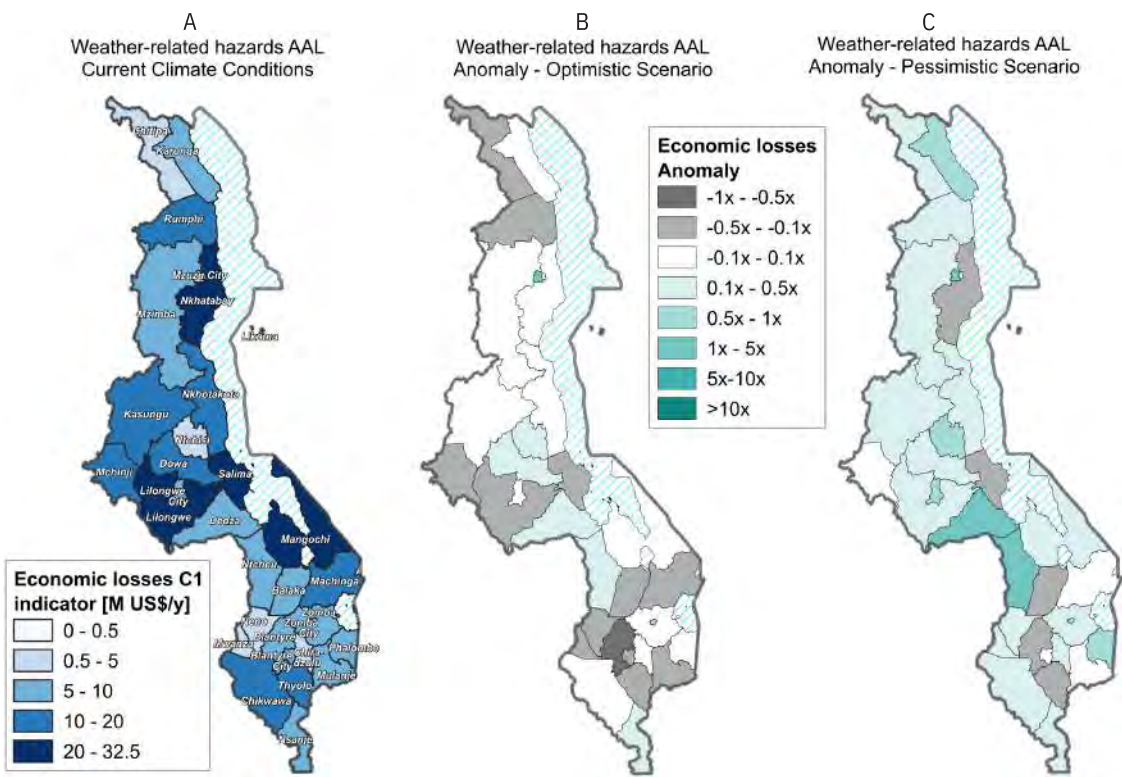 A
Weather-related hazards AAL
Current Climate Conditions
B
Weather-related hazards AAL
Anomaly - Optimistic Scenario
C
Weather-related hazards AAL
Anomaly - Pessimistic Scenario
Chitipa
Karonga
Rumphi
Mzuzu City
Nkhatabay
Mzimba
Likoma
Nkhotakota
Kasungu
Ntchisi
Dowa
Mchinji
Salima
Lilongwe
City
Lilongwe
Dedza
Mangochi
Ntcheu
Machinga
Balaka
Zomba
Zomba
City
Neno
Mwanza
Blantyre
Phalombe
Blantyre
City
Chira
dzulu
Mulanje
Thyolo
Chikwawa
Nsanje
Economic losses C1
indicator [M US$/y]
0 - 0.5
0.5 - 5
5 - 10
10 - 20
20 - 32.5
Economic losses
Anomaly
-1x - -0.5x
-0.5x - -0.1x
-0.1x - 0.1x
0.1x - 0.5x
0.5x - 1x
1x - 5x
5x-10x
>10x